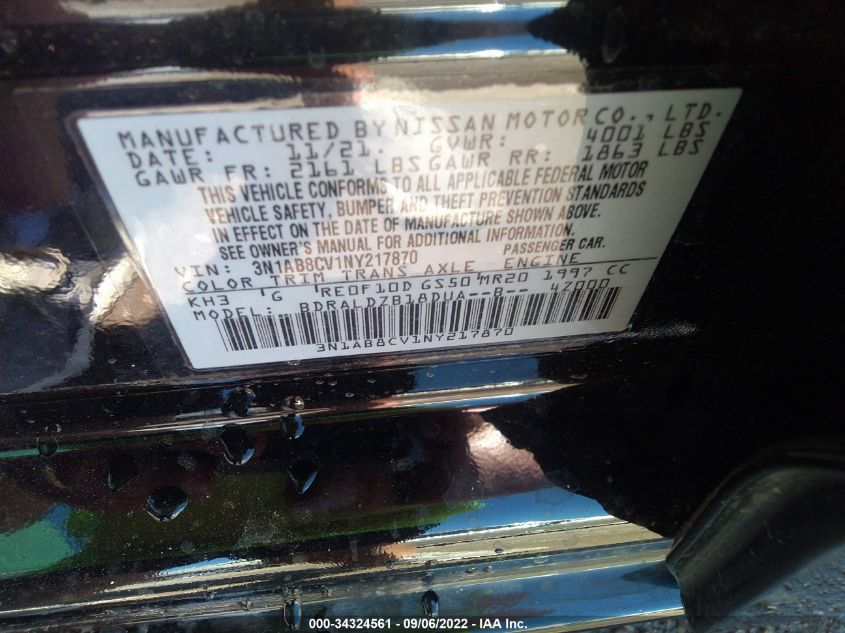 MANUFACTURED BY NISSAN MOTOR CO., LTD.
DATE: 11/21 GVWR: 4001 LBS
GAWR FR: 2161 LBS GAWR RR: 1863 LBS
THIS VEHICLE CONFORMS TO ALL APPLICABLE FEDERAL MOTOR
VEHICLE SAFETY, BUMPER AND THEFT PREVENTION STANDARDS
IN EFFECT ON THE DATE OF MANUFACTURE SHOWN ABOVE.
SEE OWNER'S MANUAL FOR ADDITIONAL INFORMATION.
VIN: 3N1AB8CV1NY217870 PASSENGER CAR.
COLOR TRIM TRANS AXLE ENGINE
KH3 G RE0F10D GS50 MR20 1997 CC
MODEL: BDRALDZB18DUA--B-- 4Z000
3N1AB8CV1NY217870
000-34324561 - 09/06/2022 - IAA Inc.